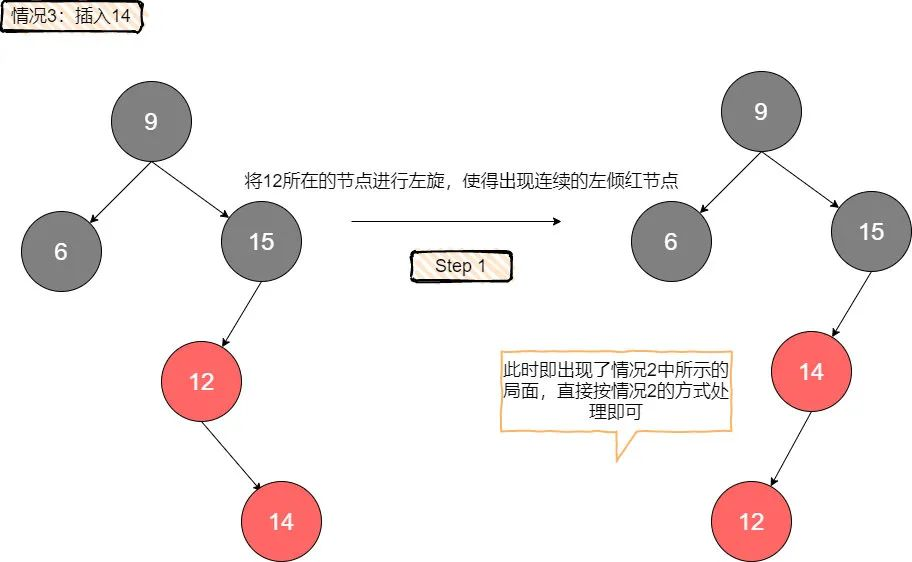 情况3：插入14
9
将12所在的节点进行左旋，使得出现连续的左倾红节点
6
15
Step 1
12
14
9
6
15
14
12
此时即出现了情况2中所示的
局面，直接按情况2的方式处
理即可